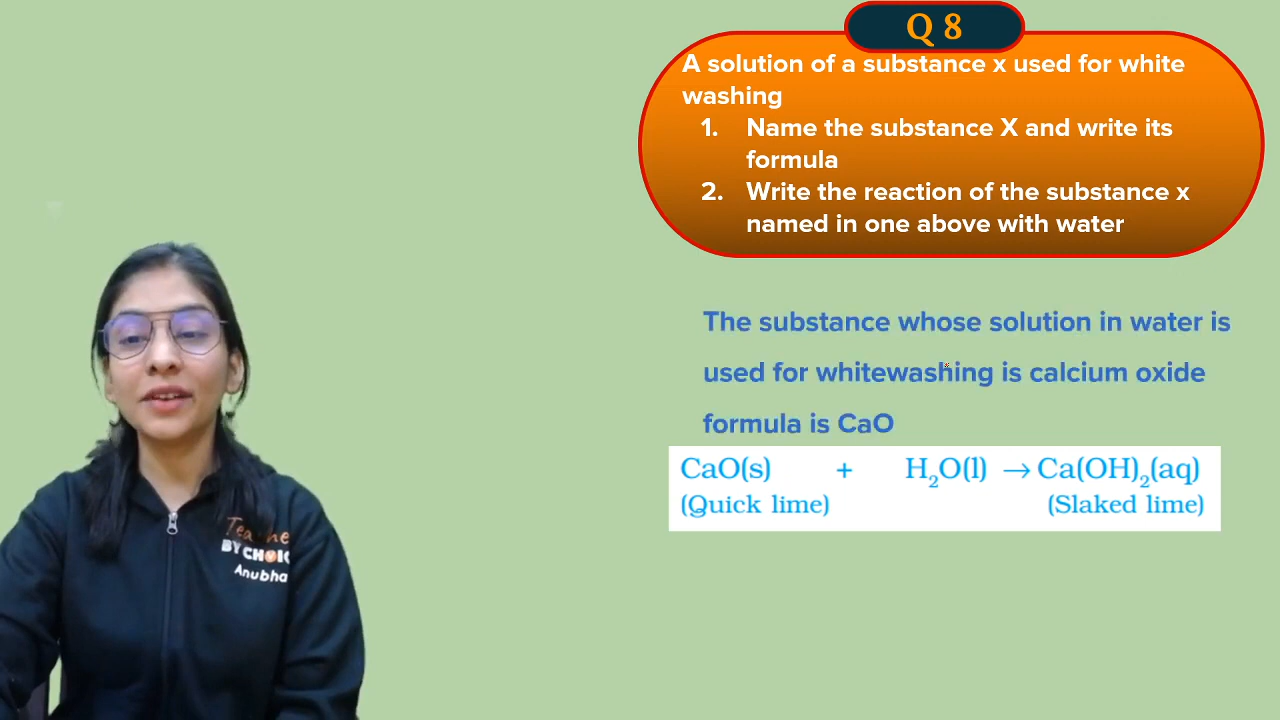 Q 8
A solution of a substance x used for white
washing
1. Name the substance X and write its
formula
2. Write the reaction of the substance x
named in one above with water
The substance whose solution in water is
used for whitewashing is calcium oxide
formula is CaO
CaO(s) + H₂O(l) → Ca(OH)₂(aq)
(Quick lime) (Slaked lime)
BY
Anubha